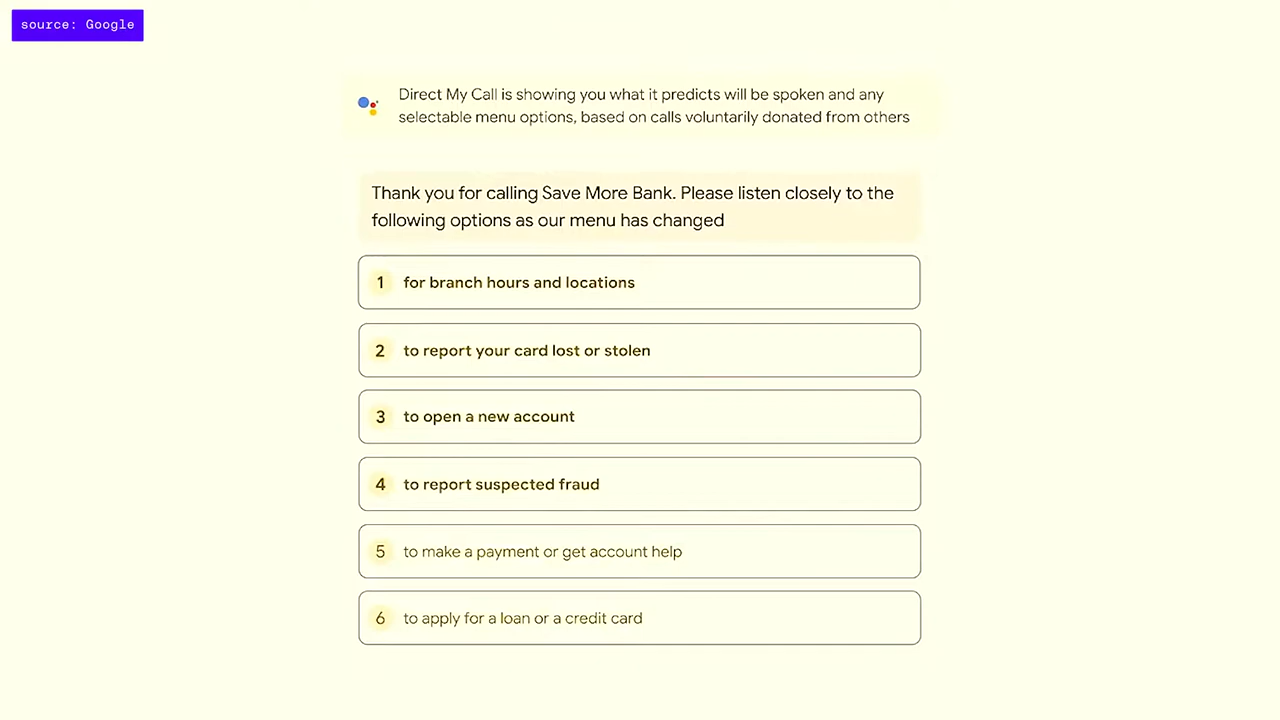 source: Google
Direct My Call is showing you what it predicts will be spoken and any
selectable menu options, based on calls voluntarily donated from others
Thank you for calling Save More Bank. Please listen closely to the
following options as our menu has changed
1 for branch hours and locations
2 to report your card lost or stolen
3 to open a new account
4 to report suspected fraud
5 to make a payment or get account help
6 to apply for a loan or a credit card